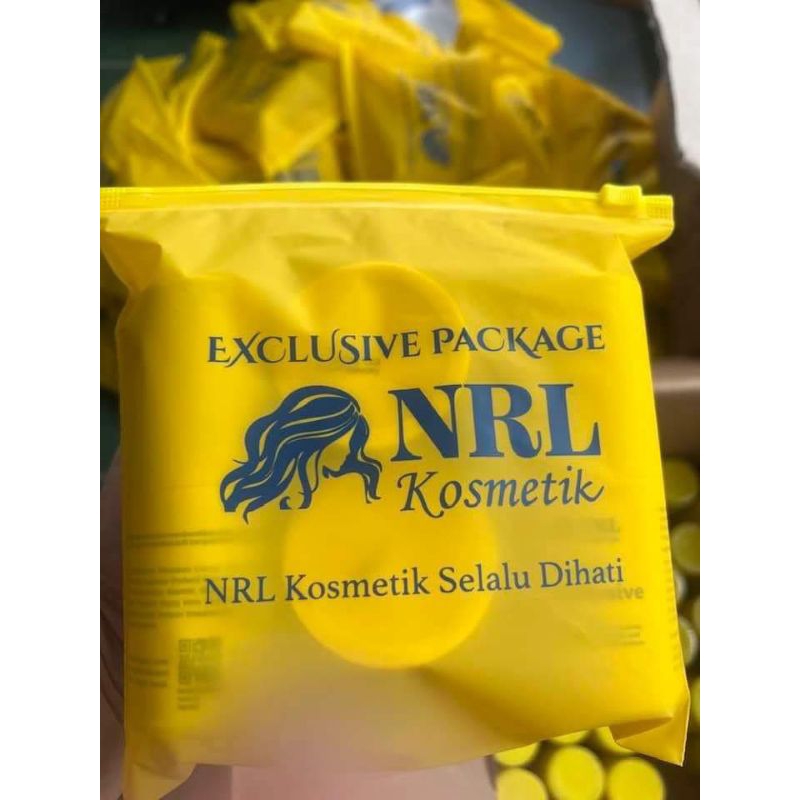 EXCLUSIVE PACKAGE
NRL
Kosmetik
NRL Kosmetik Selalu Dihati